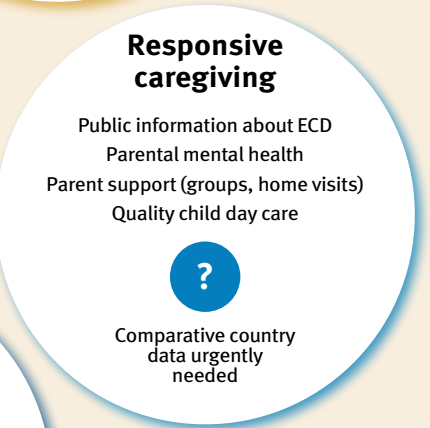 Responsive
caregiving
Public information about ECD
Parental mental health
Parent support (groups, home visits)
Quality child day care
?
Comparative country
data urgently
needed